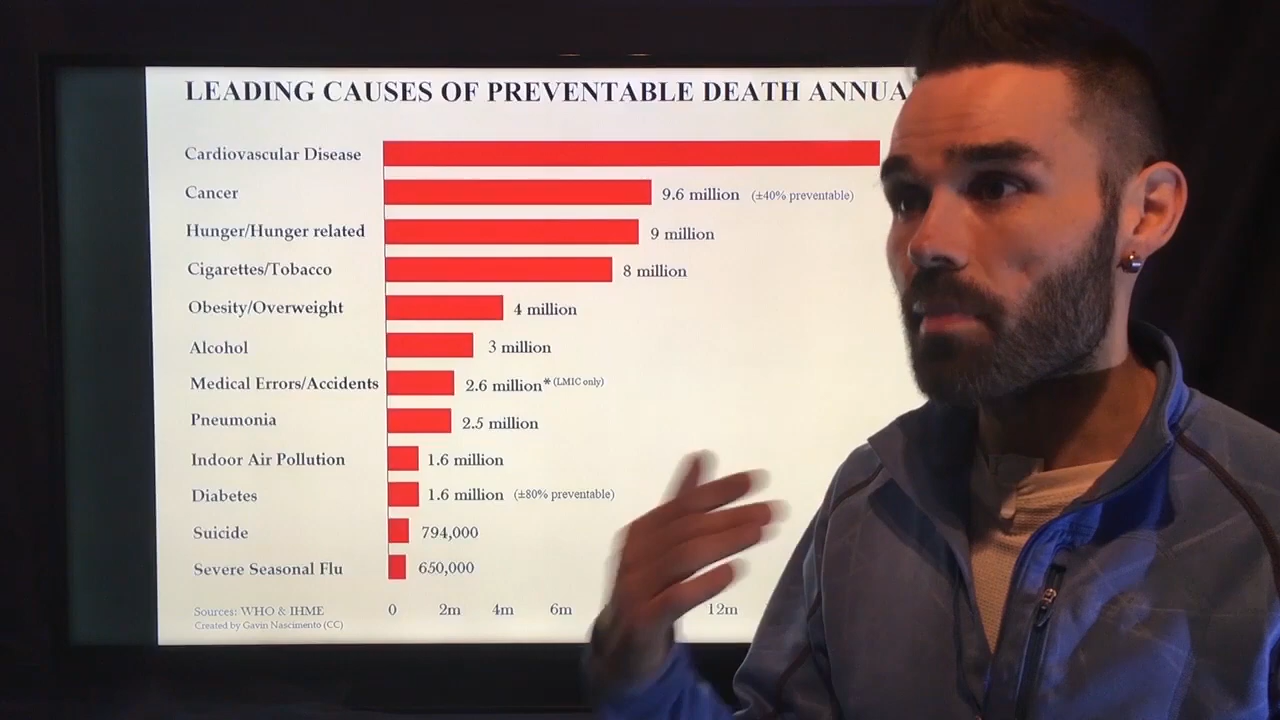 LEADING CAUSES OF PREVENTABLE DEATH
Cardiovascular Disease
Cancer 9.6 million (±40% preventable)
Hunger/Hunger related 9 million
Cigarettes/Tobacco 8 million
Obesity/Overweight 4 million
Alcohol 3 million
Medical Errors/Accidents 2.6 million* (LMIC only)
Pneumonia 2.5 million
Indoor Air Pollution 1.6 million
Diabetes 1.6 million (±80% preventable)
Suicide 794,000
Severe Seasonal Flu 650,000
Sources: WHO & IHME 0 2m 4m 6m 12m
Created by Gavin Nascimento (CC)